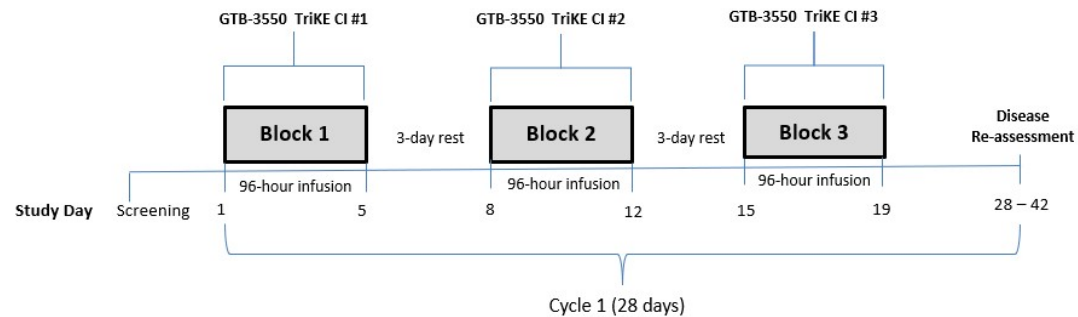 GTB-3550 TriKE CI #1
GTB-3550 TriKE CI #2
GTB-3550 TriKE CI #3
Block 1
3-day rest
Block 2
3-day rest
Block 3
Disease
Re-assessment
96-hour infusion
96-hour infusion
96-hour infusion
Study Day
Screening
1
5
8
12
15
19
28 – 42
Cycle 1 (28 days)